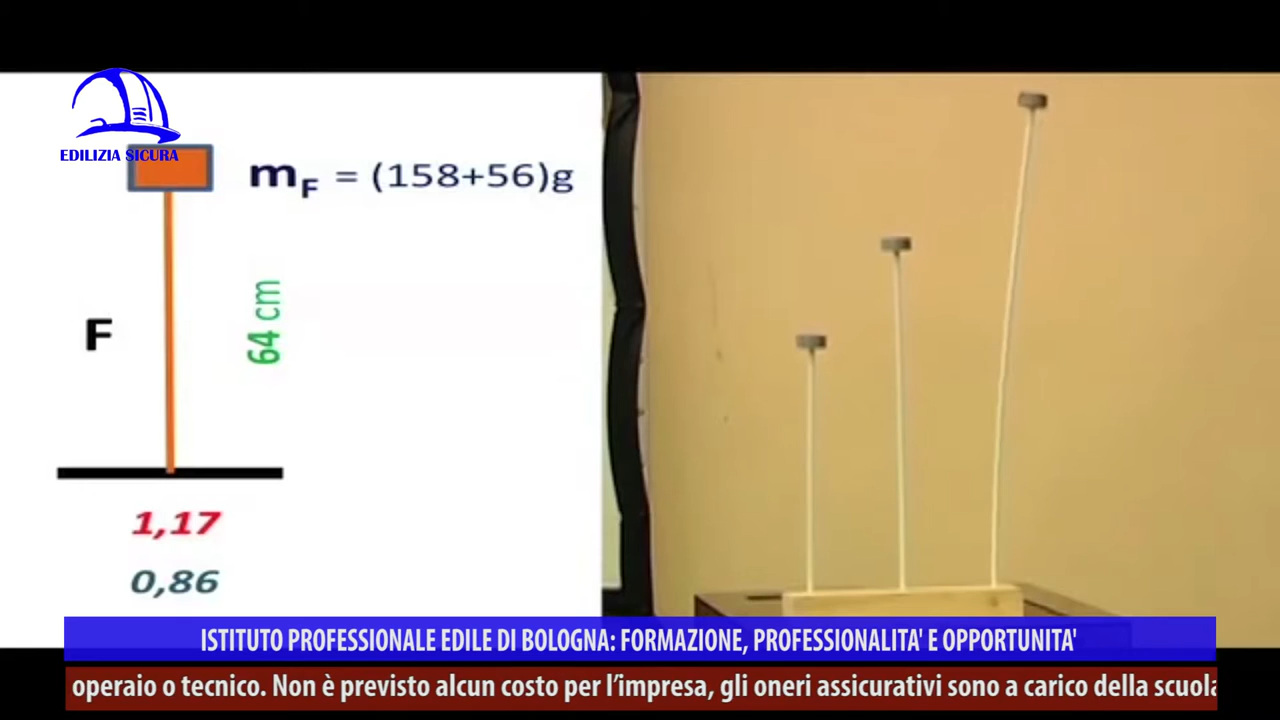 EDILIZIA SICURA
mF = (158+56)g
F
64 cm
1,17
0,86
ISTITUTO PROFESSIONALE EDILE DI BOLOGNA: FORMAZIONE, PROFESSIONALITA' E OPPORTUNITA'
operaio o tecnico. Non è previsto alcun costo per l'impresa, gli oneri assicurativi sono a carico della scuola